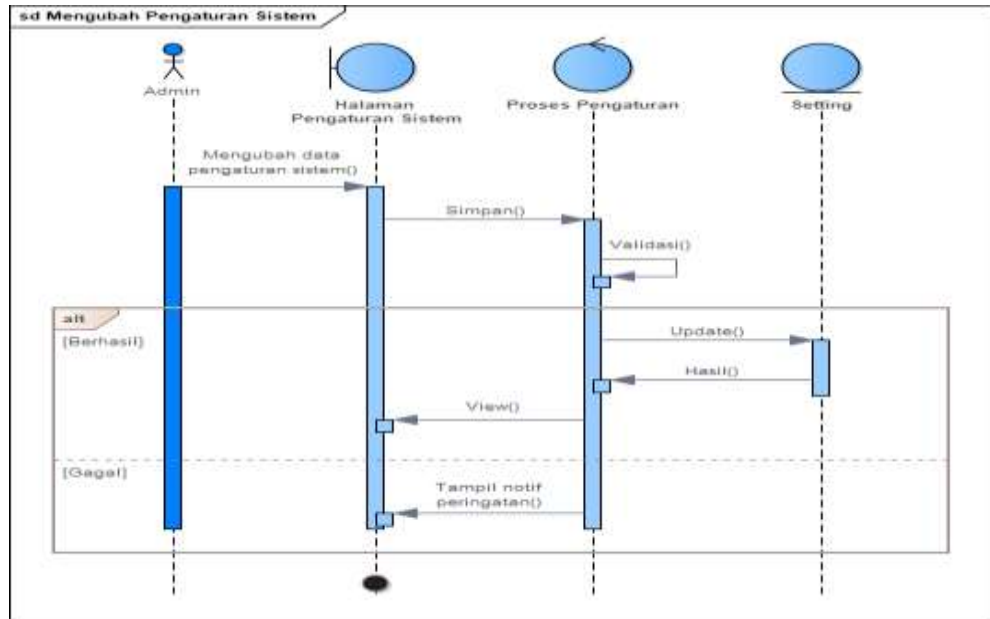 sd Mengubah Pengaturan Sistem
Admin
Halaman
Pengaturan Sistem
Proses Pengaturan
Setting
Mengubah data
pengaturan sistem()
Simpan()
Validasi()
alt
[Berhasil]
Update()
Hasil()
View()
[Gagal]
Tampil notif
peringatan()